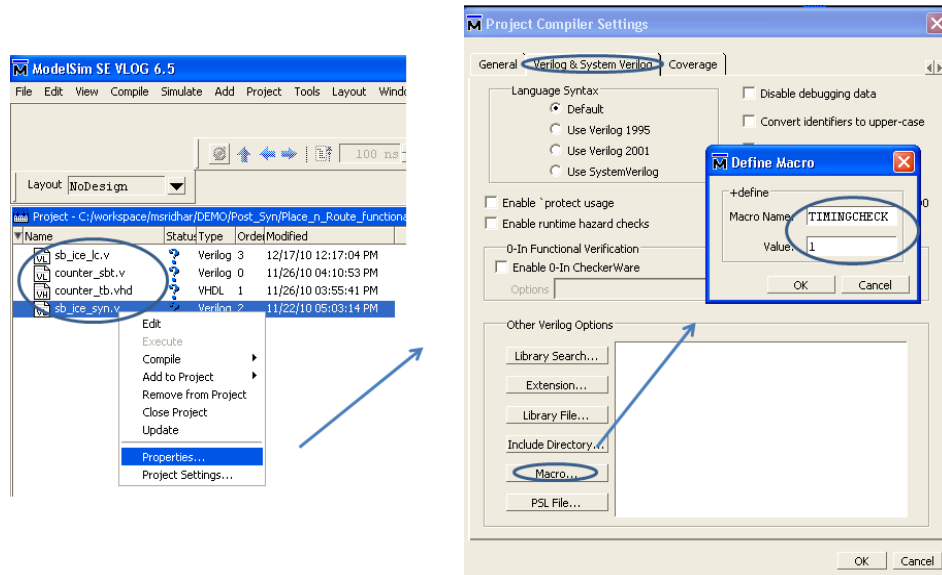 ModelSim SE VLOG 6.5
File Edit View Compile Simulate Add Project Tools Layout
100 ns
Layout NoDesign
Project - C:/workspace/msridhar/DEMO/Post_Syn/Place_n_Route_functiona
Name Status Type Order Modified
sb_ice_lc.v Verilog 3 12/17/10 12:17:04 PM
counter_sbt.v Verilog 0 11/26/10 04:10:53 PM
counter_tb.vhd VHDL 1 11/26/10 03:55:41 PM
sb_ice_syn.v Verilog 2 11/22/10 05:03:14 PM
Edit
Execute
Compile
Add to Project
Remove from Project
Close Project
Update
Properties...
Project Settings...
Project Compiler Settings
General Verilog & System Verilog Coverage
Language Syntax
Default
Use Verilog 1995
Use Verilog 2001
Use SystemVerilog
Disable debugging data
Convert identifiers to upper-case
Enable `protect usage
Enable runtime hazard checks
0-In Functional Verification
Enable 0-In CheckerWare
Options
Define Macro
+define
Macro Name: TIMINGCHECK
Value: 1
OK Cancel
Other Verilog Options
Library Search...
Extension...
Library File...
Include Directory...
Macro...
PSL File...
OK Cancel